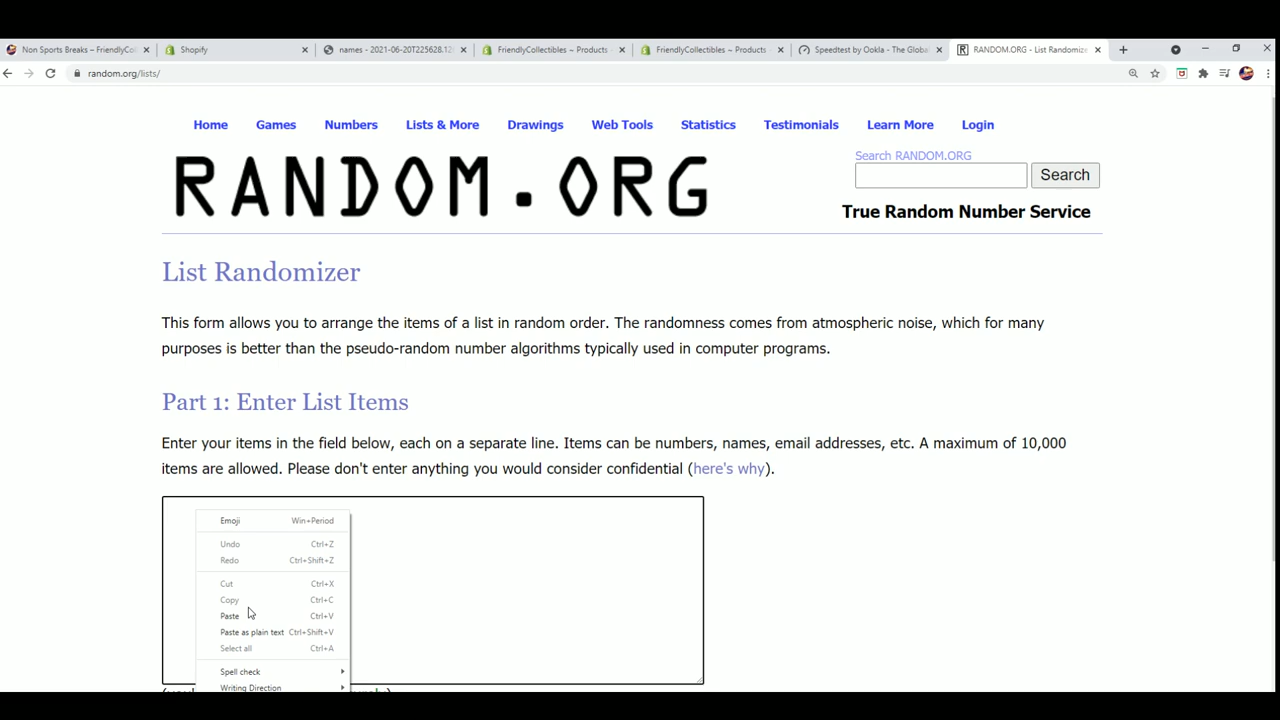 Non Sports Breaks – FriendlyCol
Shopify
names - 2021-06-20T225628.12
FriendlyCollectibles ~ Products
FriendlyCollectibles ~ Products
Speedtest by Ookla - The Globa
RANDOM.ORG - List Randomize
random.org/lists/
Home Games Numbers Lists & More Drawings Web Tools Statistics Testimonials Learn More Login
RANDOM.ORG
Search RANDOM.ORG
Search
True Random Number Service
List Randomizer
This form allows you to arrange the items of a list in random order. The randomness comes from atmospheric noise, which for many
purposes is better than the pseudo-random number algorithms typically used in computer programs.
Part 1: Enter List Items
Enter your items in the field below, each on a separate line. Items can be numbers, names, email addresses, etc. A maximum of 10,000
items are allowed. Please don't enter anything you would consider confidential (here's why).
Emoji Win+Period
Undo Ctrl+Z
Redo Ctrl+Shift+Z
Cut Ctrl+X
Copy Ctrl+C
Paste Ctrl+V
Paste as plain text Ctrl+Shift+V
Select all Ctrl+A
Spell check
Writing Direction